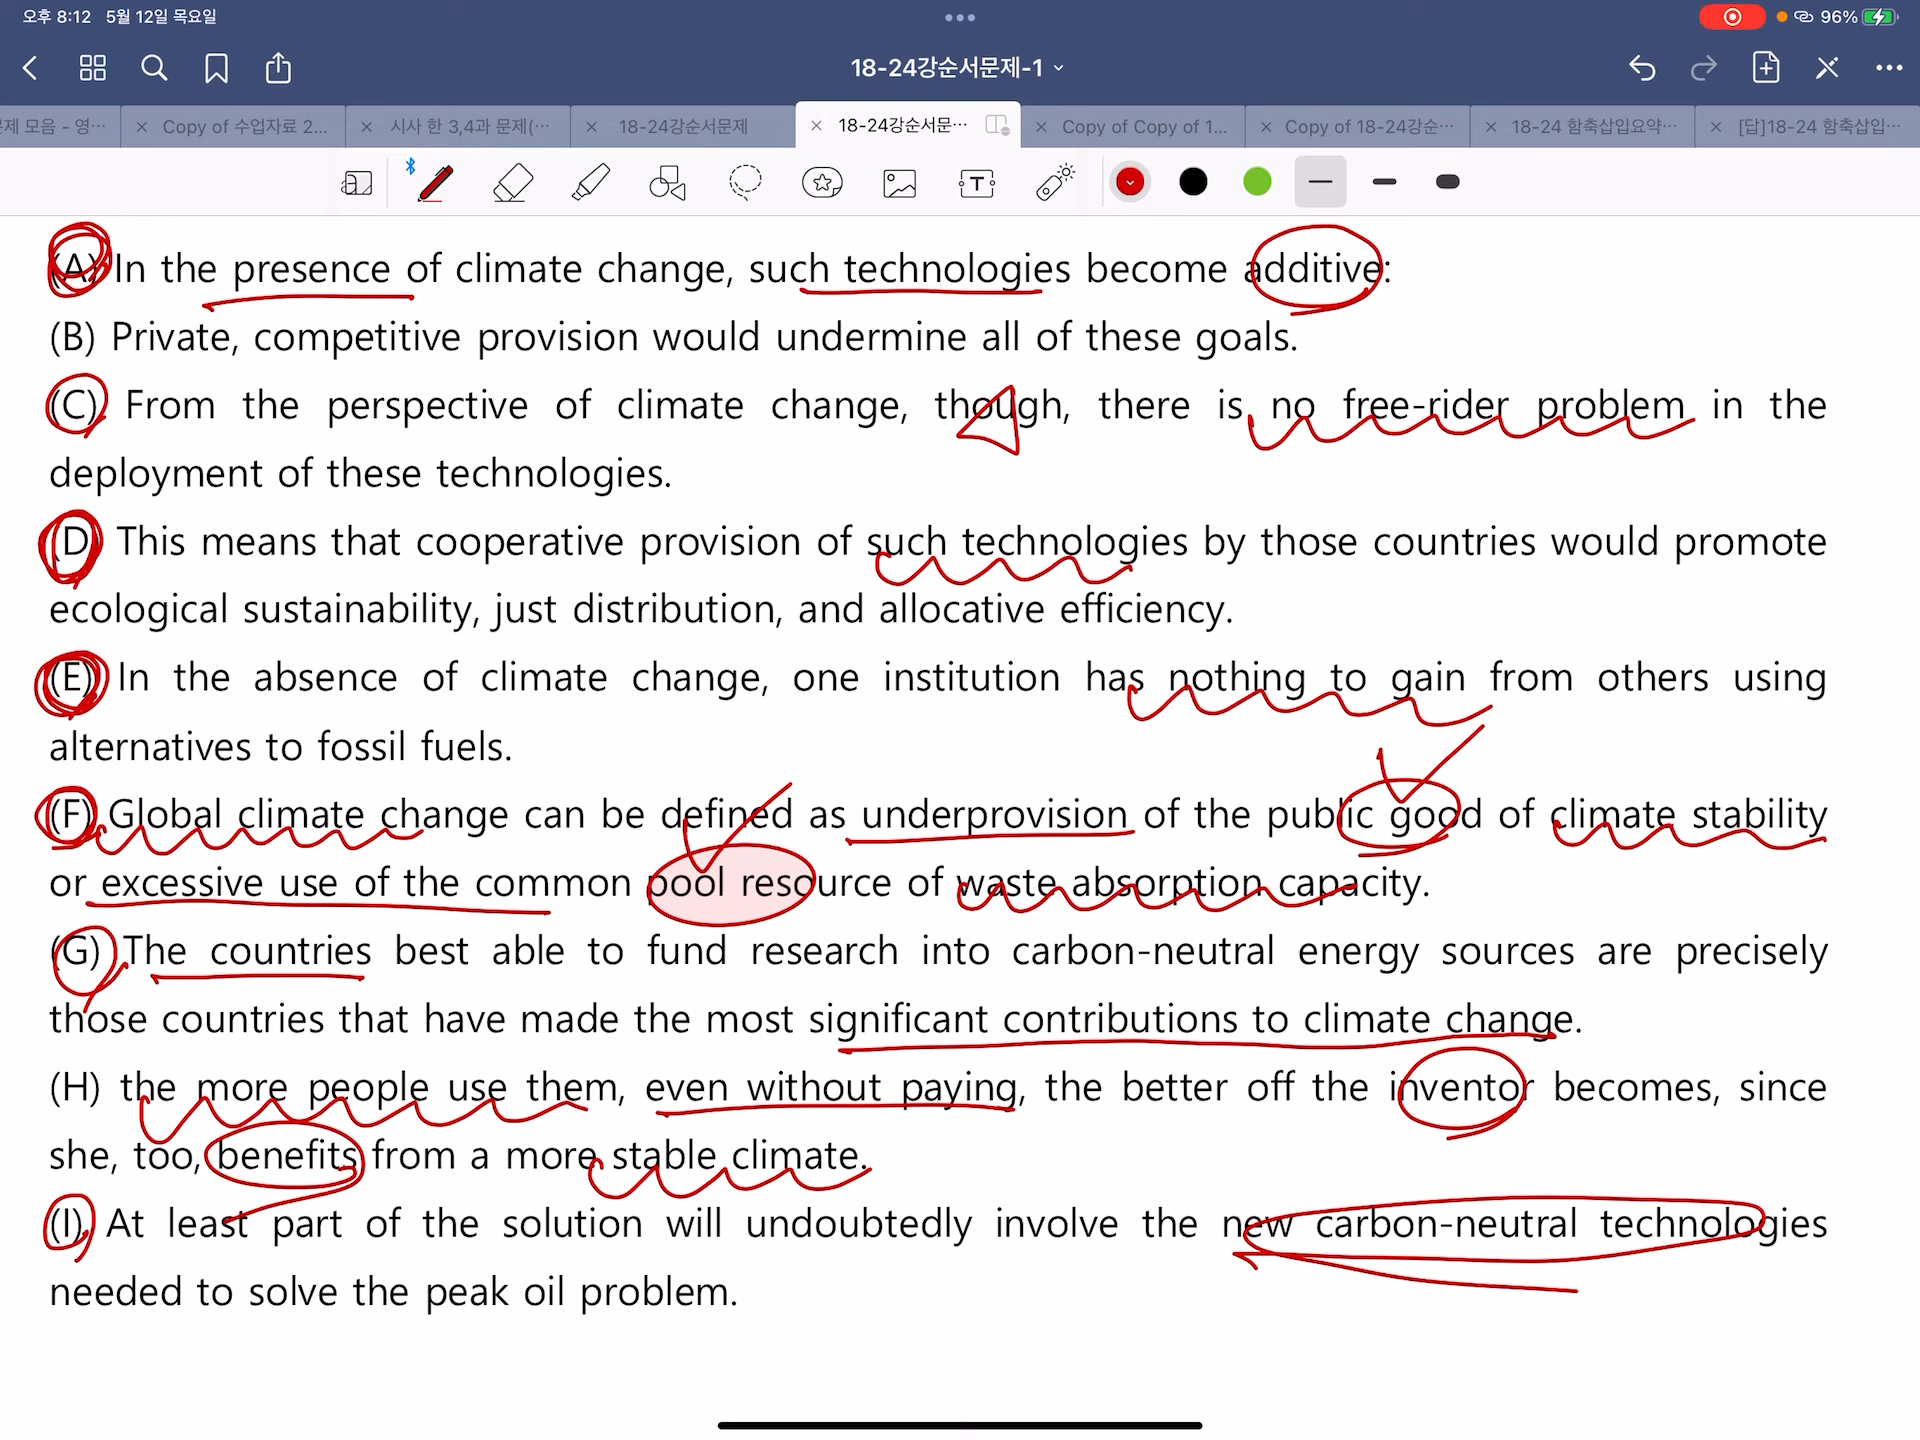 오후 8:12 5월 12일 목요일
96%
18-24강순서문제-1
제 모음 - 영…
Copy of 수업자료 2...
시사 한 3,4과 문제(…
18-24강순서문제
18-24강순서문…
Copy of Copy of 1...
Copy of 18-24강순…
18-24 함축삽입요약…
[답]18-24 함축삽입…
(A) In the presence of climate change, such technologies become additive:
(B) Private, competitive provision would undermine all of these goals.
(C) From the perspective of climate change, though, there is no free-rider problem in the
deployment of these technologies.
(D) This means that cooperative provision of such technologies by those countries would promote
ecological sustainability, just distribution, and allocative efficiency.
(E) In the absence of climate change, one institution has nothing to gain from others using
alternatives to fossil fuels.
(F) Global climate change can be defined as underprovision of the public good of climate stability
or excessive use of the common pool resource of waste absorption capacity.
(G) The countries best able to fund research into carbon-neutral energy sources are precisely
those countries that have made the most significant contributions to climate change.
(H) the more people use them, even without paying, the better off the inventor becomes, since
she, too, benefits from a more stable climate.
(I) At least part of the solution will undoubtedly involve the new carbon-neutral technologies
needed to solve the peak oil problem.